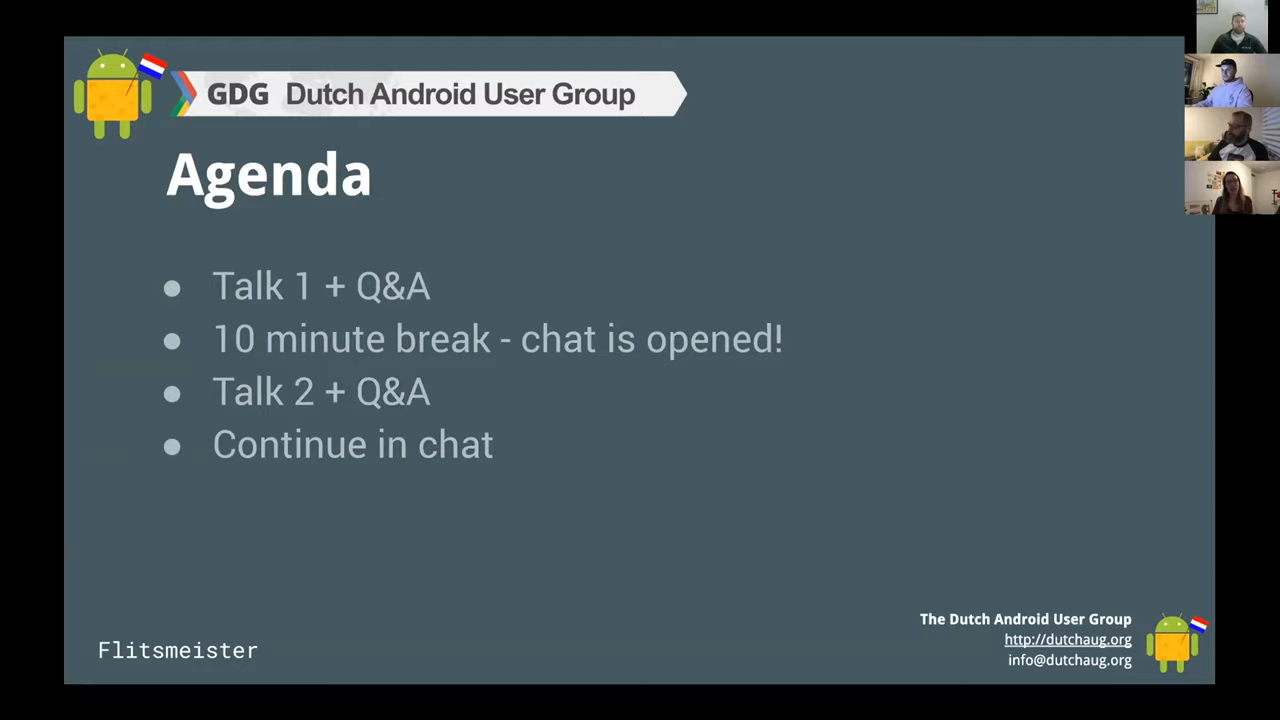 GDG Dutch Android User Group
Agenda
● Talk 1 + Q&A
● 10 minute break - chat is opened!
● Talk 2 + Q&A
● Continue in chat
Flitsmeister
The Dutch Android User Group
http://dutchaug.org
info@dutchaug.org